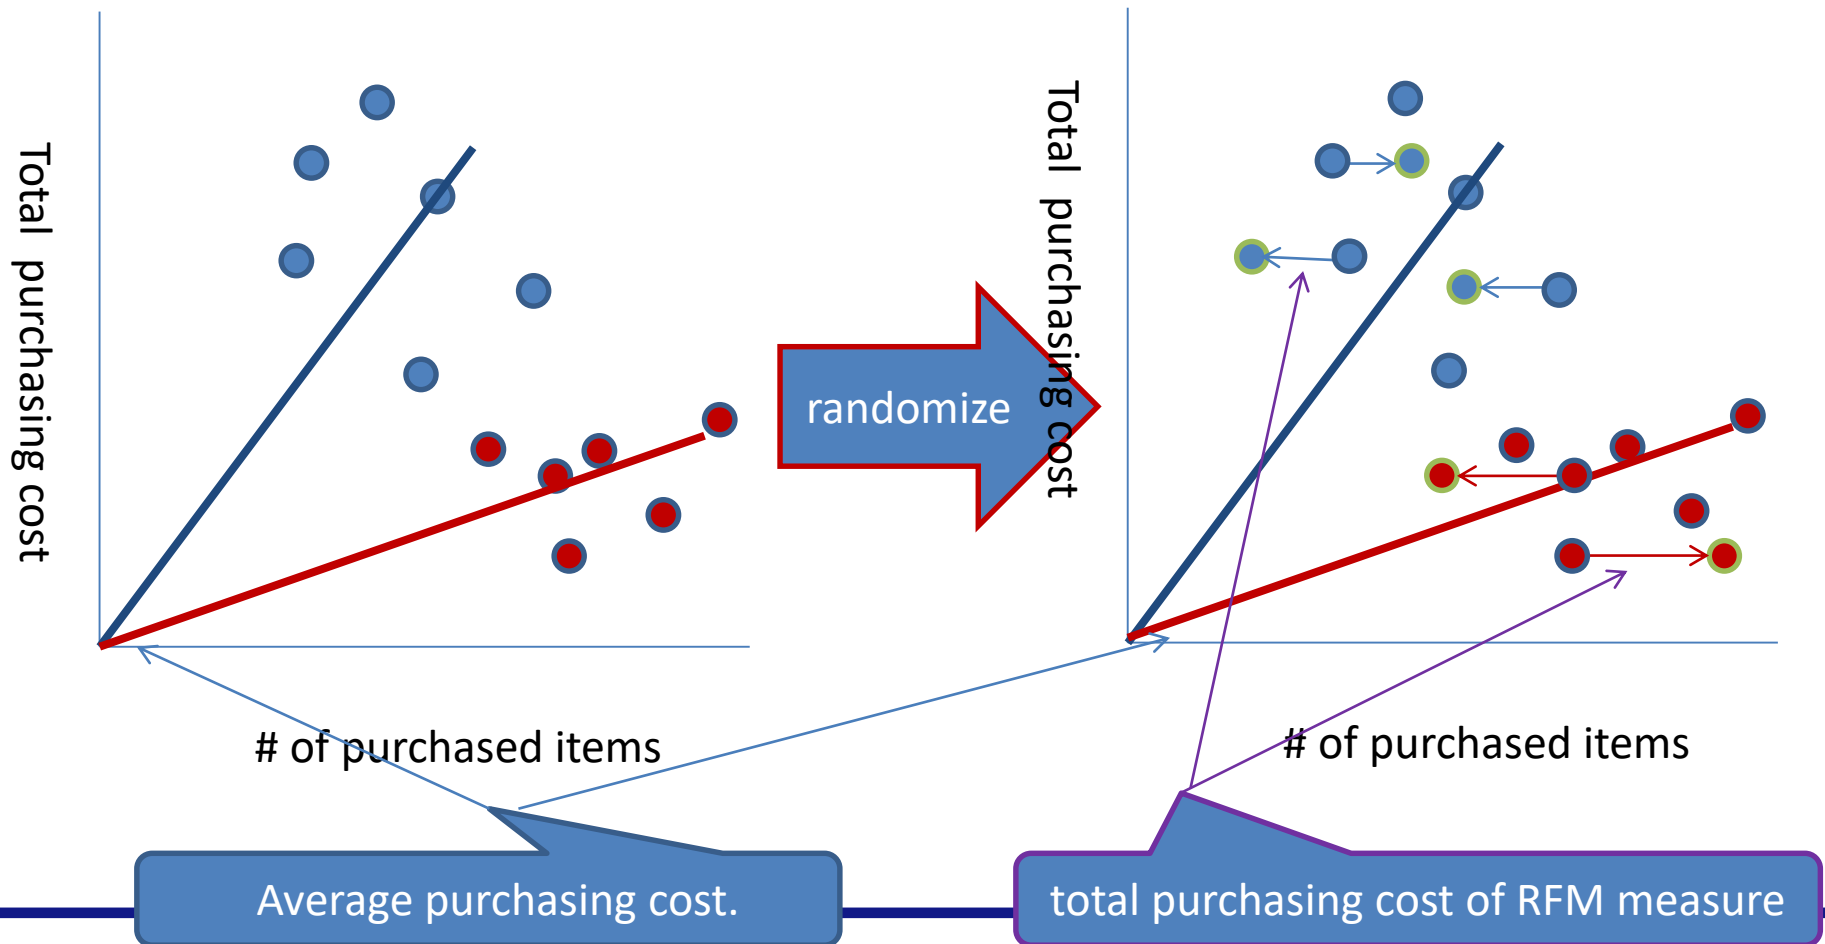 Total purchasing cost
# of purchased items
randomize
Total purchasing cost
# of purchased items
Average purchasing cost.
total purchasing cost of RFM measure